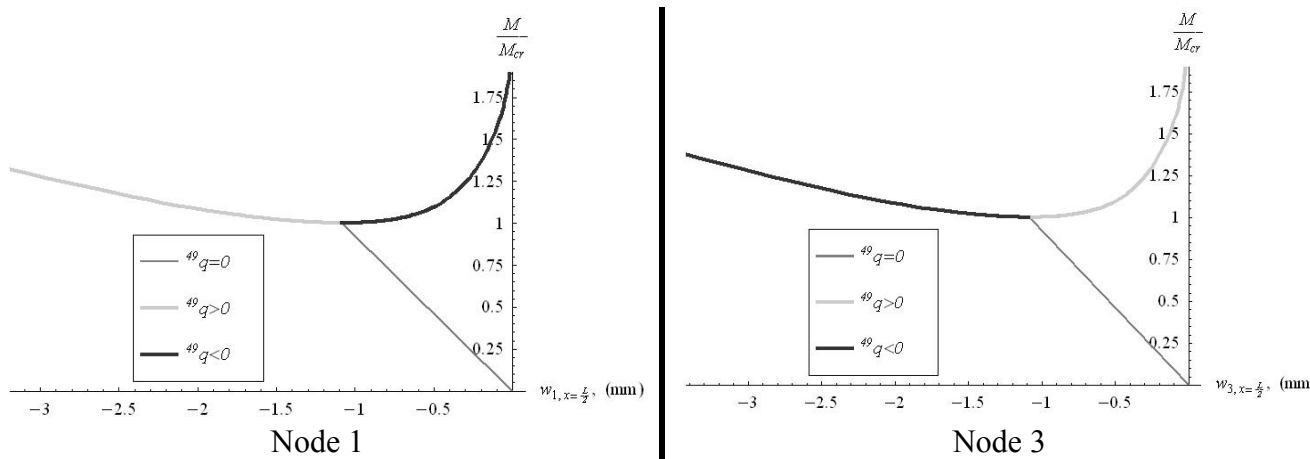 M/M_cr
1.75
1.5
1.25
1
0.75
0.5
0.25
⁴⁹q=0
⁴⁹q>0
⁴⁹q<0
−3 −2.5 −2 −1.5 −1 −0.5
w_{1, x=L/2}, (mm)
Node 1
M/M_cr
1.75
1.5
1.25
1
0.75
0.5
0.25
⁴⁹q=0
⁴⁹q>0
⁴⁹q<0
−3 −2.5 −2 −1.5 −1 −0.5
w_{3, x=L/2}, (mm
Node 3